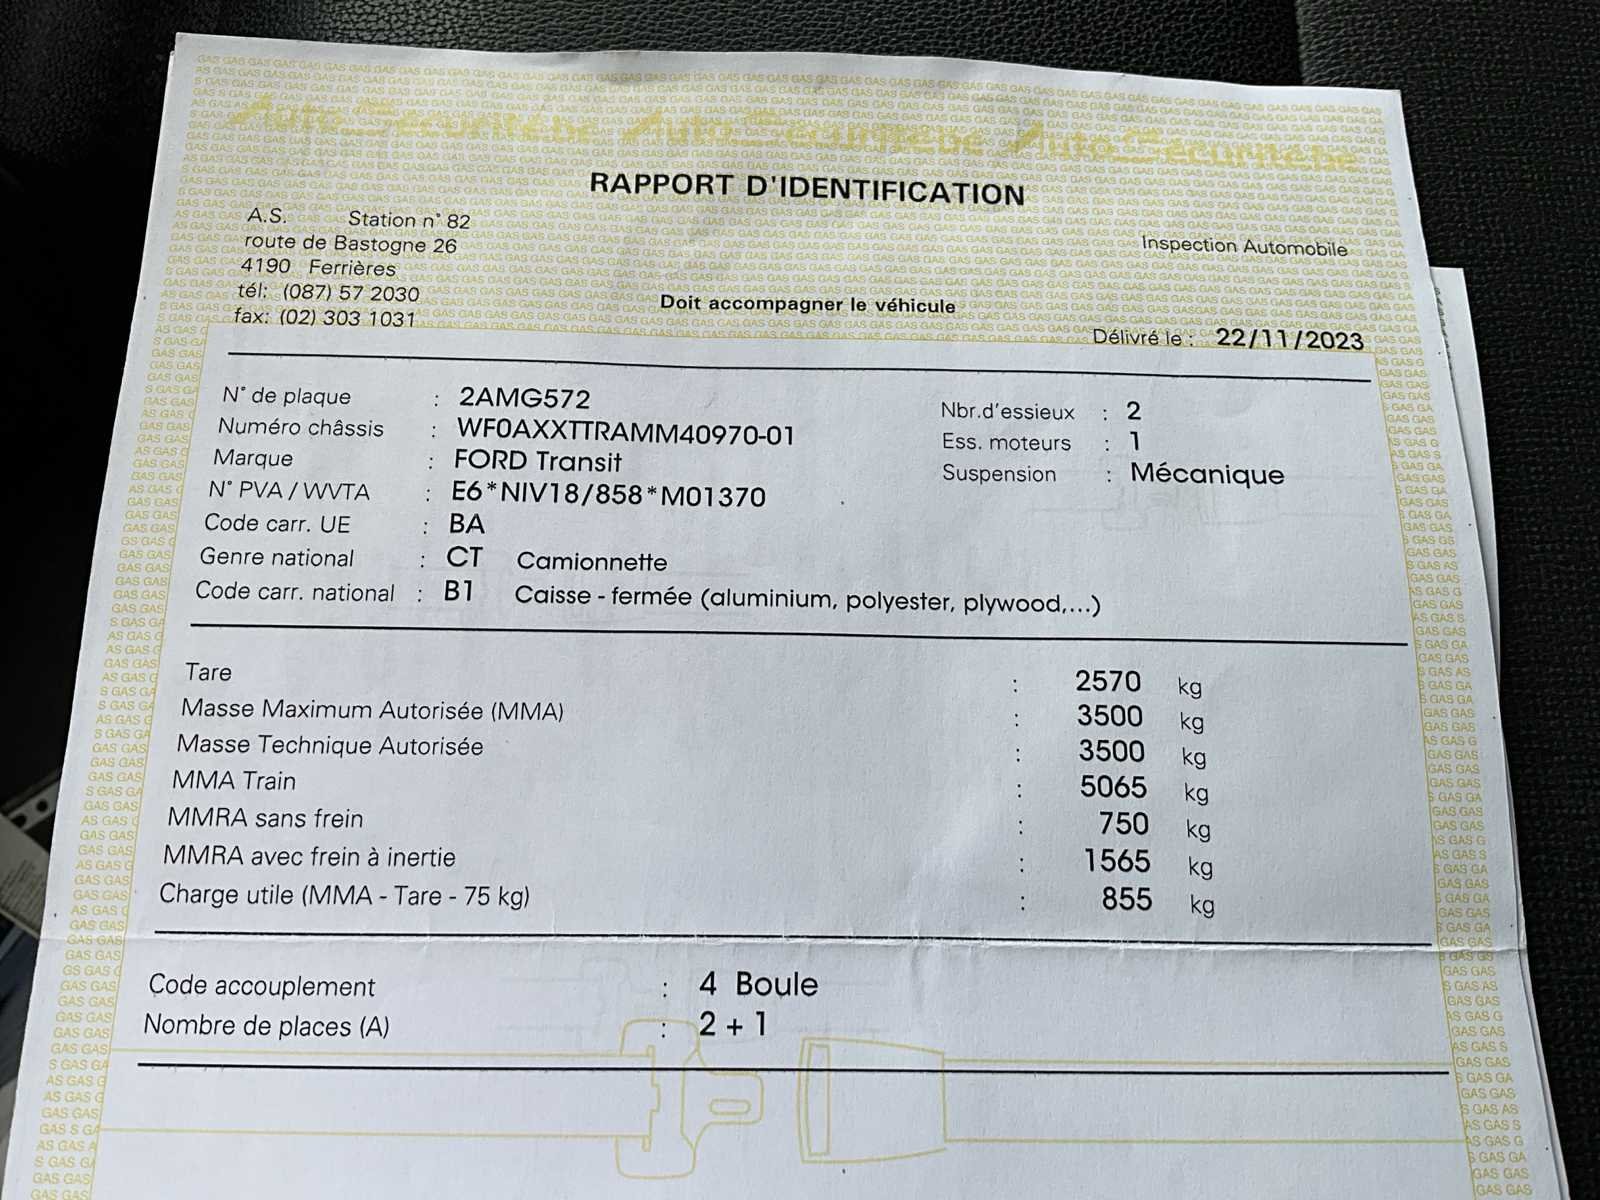 AutoSécurité.be AutoSécurité.be AutoSécurité.be
RAPPORT D'IDENTIFICATION
A.S. Station n° 82
route de Bastogne 26
4190 Ferrières
tél: (087) 57 2030
fax: (02) 303 1031
Inspection Automobile
Doit accompagner le véhicule
Délivré le : 22/11/2023
N° de plaque : 2AMG572
Numéro châssis : WF0AXXTTRAMM40970-01
Marque : FORD Transit
N° PVA / WVTA : E6*NIV18/858*M01370
Code carr. UE : BA
Genre national : CT Camionnette
Code carr. national : B1 Caisse - fermée (aluminium, polyester, plywood,...)
Nbr.d'essieux : 2
Ess. moteurs : 1
Suspension : Mécanique
Tare : 2570 kg
Masse Maximum Autorisée (MMA) : 3500 kg
Masse Technique Autorisée : 3500 kg
MMA Train : 5065 kg
MMRA sans frein : 750 kg
MMRA avec frein à inertie : 1565 kg
Charge utile (MMA - Tare - 75 kg) : 855 kg
Code accouplement : 4 Boule
Nombre de places (A) : 2 + 1